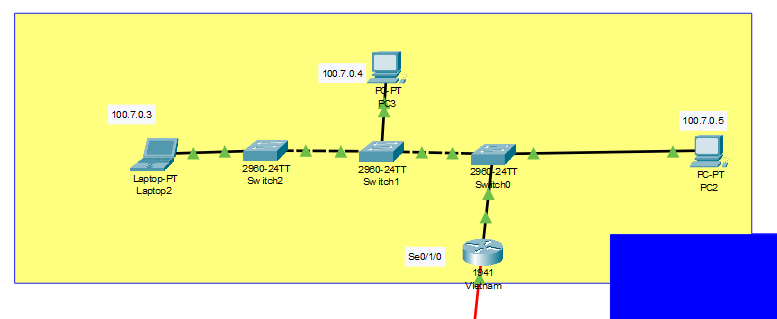 100.7.0.4
PC-PT
PC3
100.7.0.3
100.7.0.5
Laptop-PT
Laptop2
2960-24TT
Switch2
2960-24TT
Switch1
2960-24TT
Switch0
PC-PT
PC2
Se0/1/0
1941
Vietnam